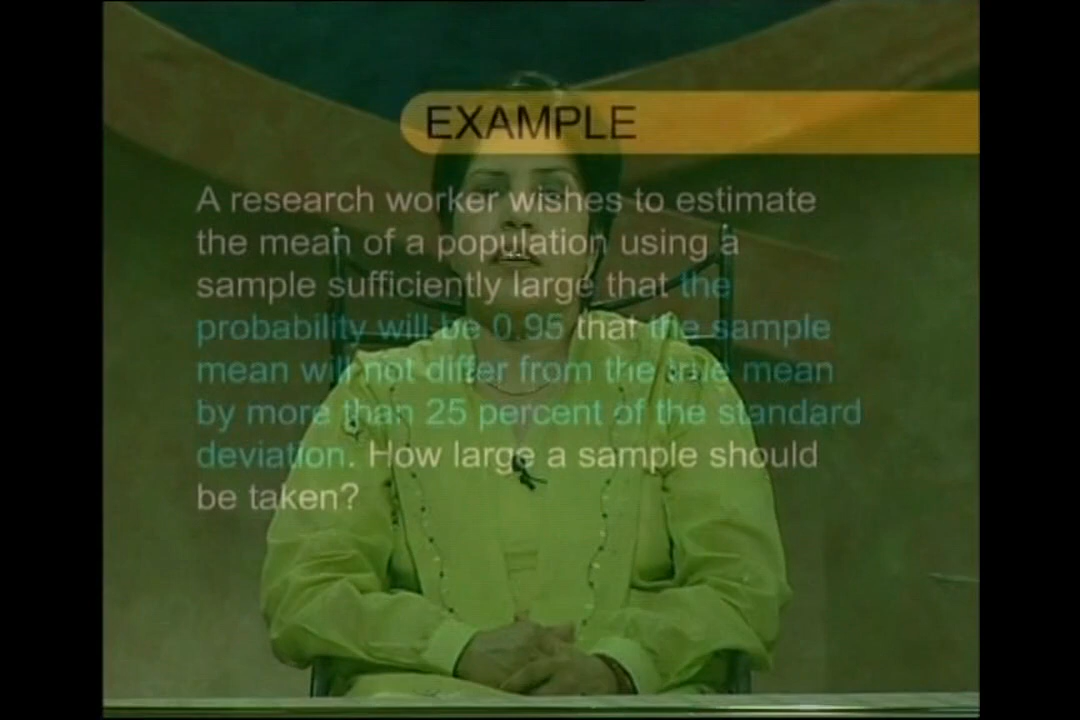 EXAMPLE
A research worker wishes to estimate
the mean of a population using a
sample sufficiently large that the
probability will be 0.95 that the sample
mean will not differ from the true mean
by more than 25 percent of the standard
deviation. How large a sample should
be taken?